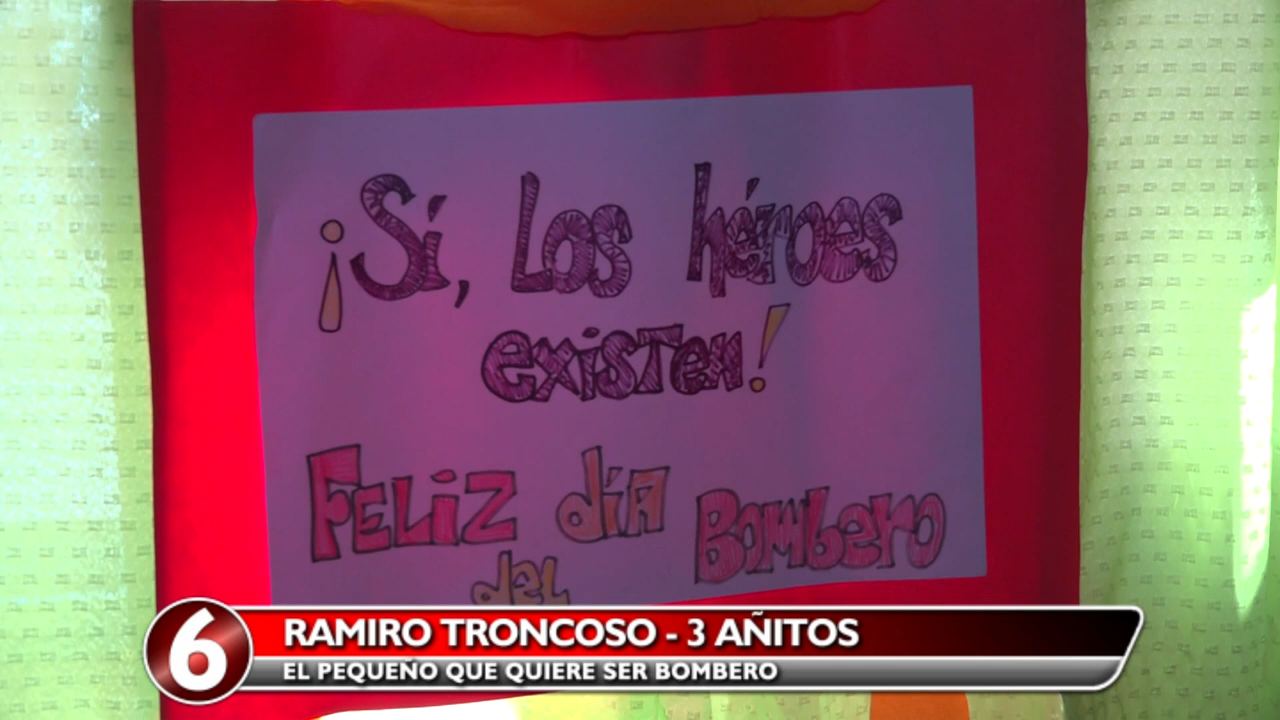 ¡Sí, Los héroes
existen!
FELiZ día Bombero
del
6
RAMIRO TRONCOSO - 3 AÑITOS
EL PEQUEÑO QUE QUIERE SER BOMBERO